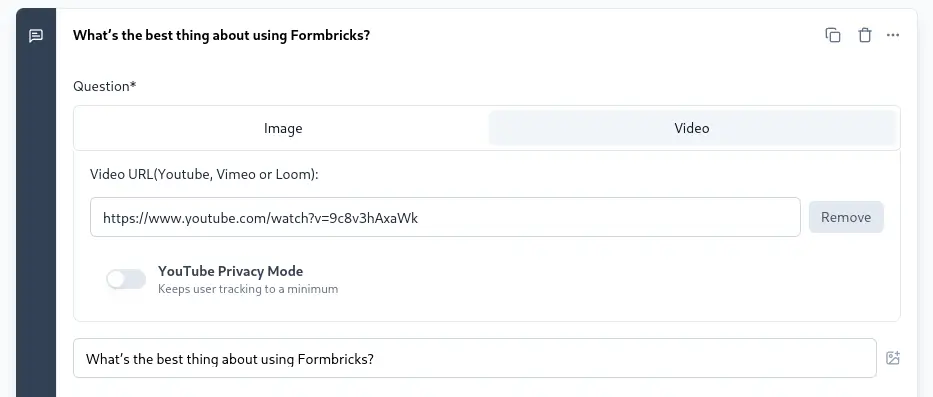 What's the best thing about using Formbricks?
Question*
Image
Video
Video URL(Youtube, Vimeo or Loom):
https://www.youtube.com/watch?v=9c8v3hAxaWk
Remove
YouTube Privacy Mode
Keeps user tracking to a minimum
What's the best thing about using Formbricks?